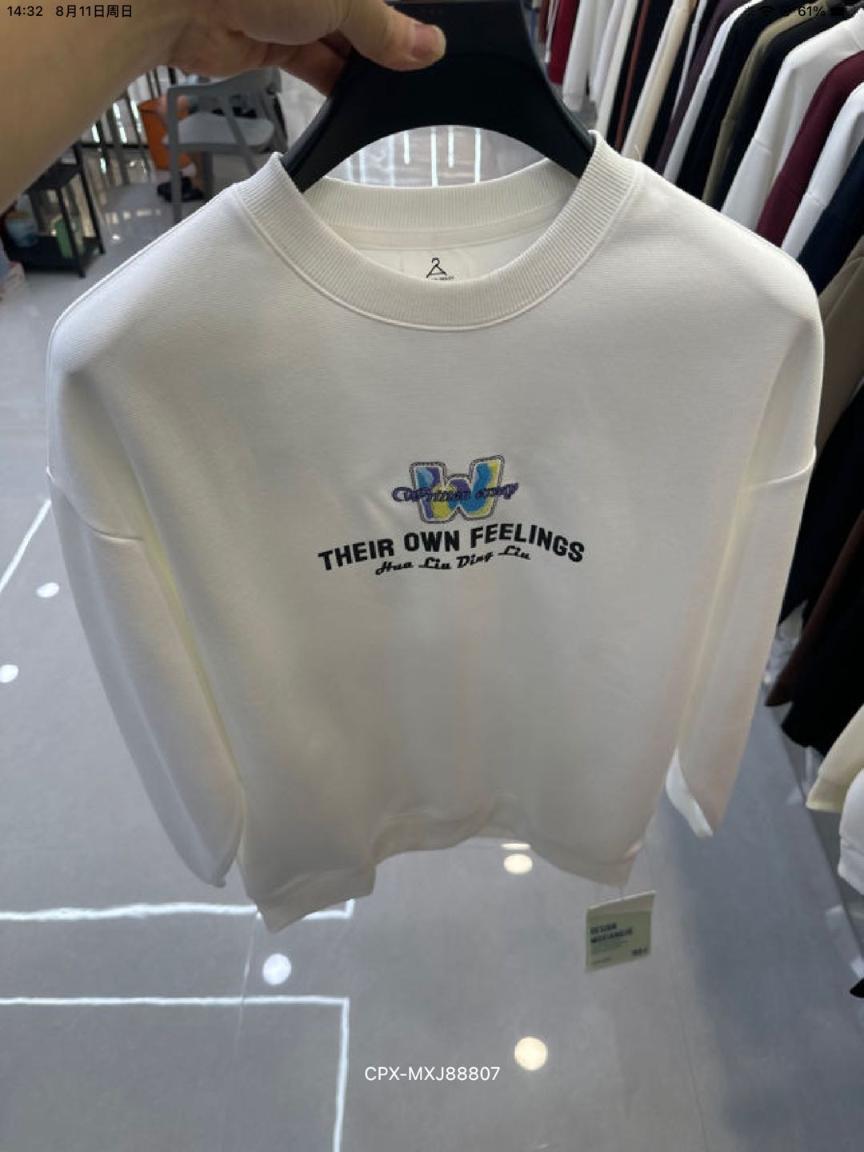 14:32 8月11日周日
61%
THEIR OWN FEELINGS
Hua Liu Ding Liu
DESIGN
CPX-MXJ88807